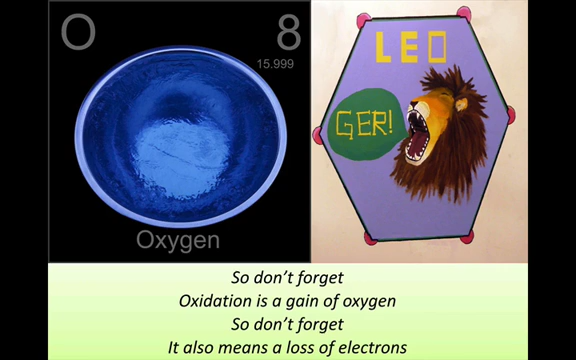 O 8
15.999
Oxygen
LEO
GER!
So don't forget
Oxidation is a gain of oxygen
So don't forget
It also means a loss of electrons